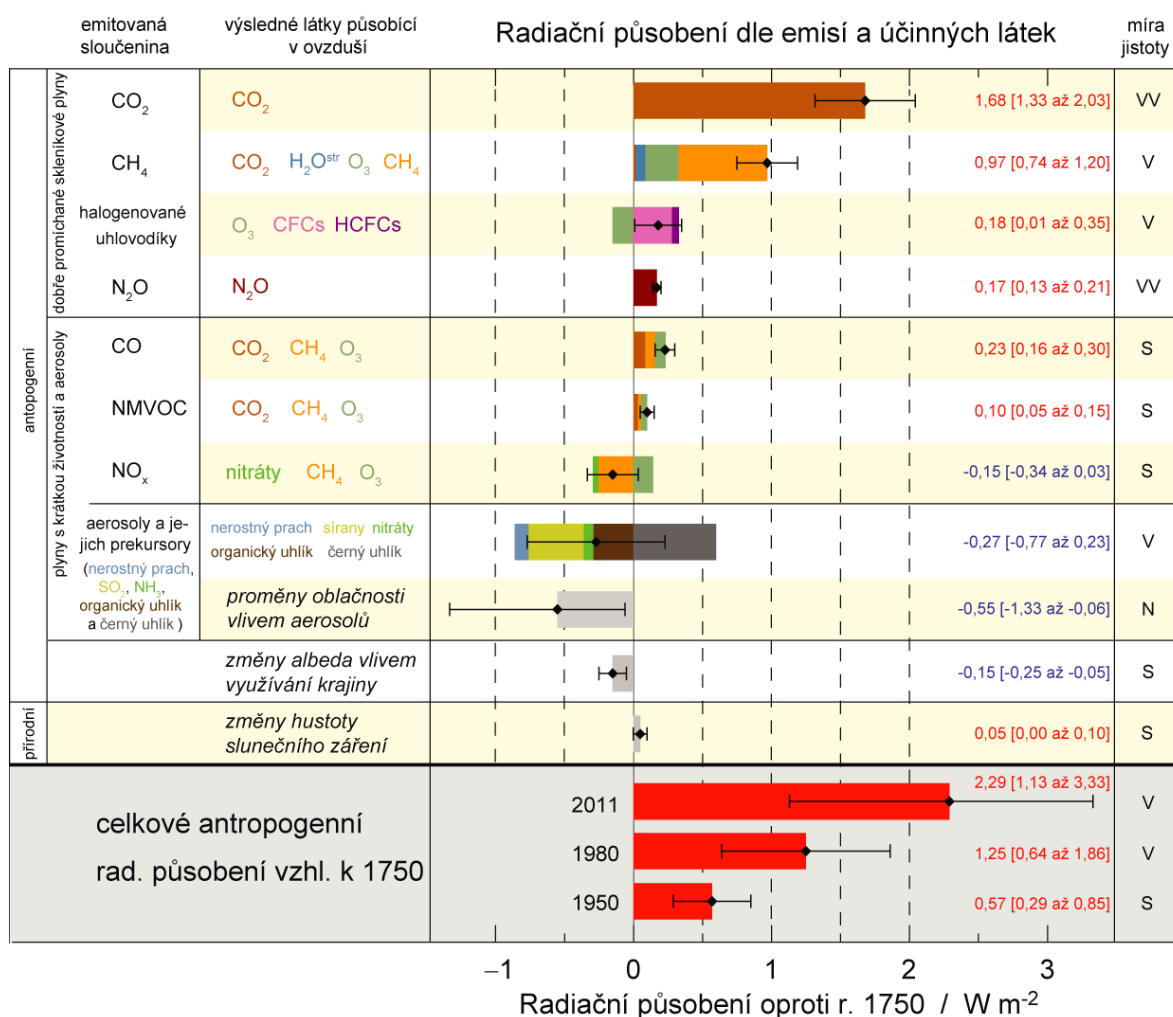 emitovaná
sloučenina
výsledné látky působící
v ovzduší
Radiační působení dle emisí a účinných látek
míra
jistoty
antopogenní
dobře promíchané skleníkové plyny
CO₂
CO₂
1,68 [1,33 až 2,03]
VV
CH₄
CO₂ H₂Oˢᵗʳ O₃ CH₄
0,97 [0,74 až 1,20]
V
halogenované
uhlovodíky
O₃ CFCs HCFCs
0,18 [0,01 až 0,35]
V
N₂O
N₂O
0,17 [0,13 až 0,21]
VV
plyny s krátkou životností a aerosoly
CO
CO₂ CH₄ O₃
0,23 [0,16 až 0,30]
S
NMVOC
CO₂ CH₄ O₃
0,10 [0,05 až 0,15]
S
NOₓ
nitráty CH₄ O₃
-0,15 [-0,34 až 0,03]
S
aerosoly a je-
jich prekursory
(nerostný prach,
SO₂, NH₃,
organický uhlík
a černý uhlík )
nerostný prach sírany nitráty
organický uhlík černý uhlík
-0,27 [-0,77 až 0,23]
V
proměny oblačnosti
vlivem aerosolů
-0,55 [-1,33 až -0,06]
N
změny albeda vlivem
využívání krajiny
-0,15 [-0,25 až -0,05]
S
přírodní
změny hustoty
slunečního záření
0,05 [0,00 až 0,10]
S
celkové antropogenní
rad. působení vzhl. k 1750
2011
2,29 [1,13 až 3,33]
V
1980
1,25 [0,64 až 1,86]
V
1950
0,57 [0,29 až 0,85]
S
−1 0 1 2 3
Radiační působení oproti r. 1750 / W m⁻²